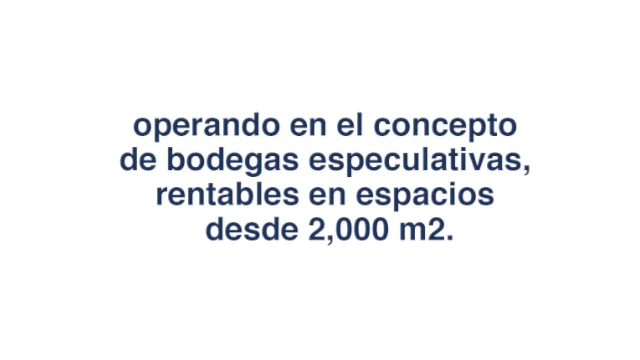 operando en el concepto
de bodegas especulativas,
rentables en espacios
desde 2,000 m2.